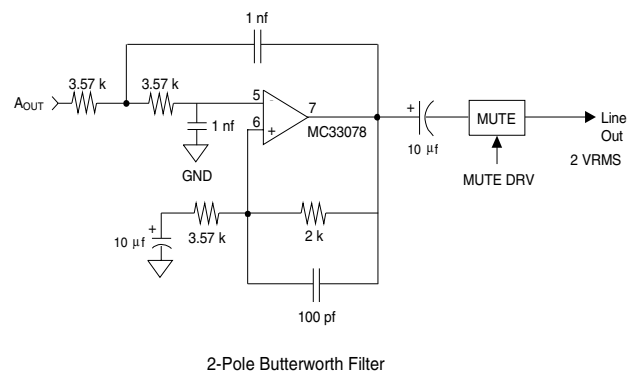 1 nf
3.57 k
3.57 k
AOUT
5
-
7
1 nf
6
+
MC33078
+
10 µf
MUTE
Line
Out
2 VRMS
MUTE DRV
GND
+
10 µf
3.57 k
2 k
100 pf
2-Pole Butterworth Filter